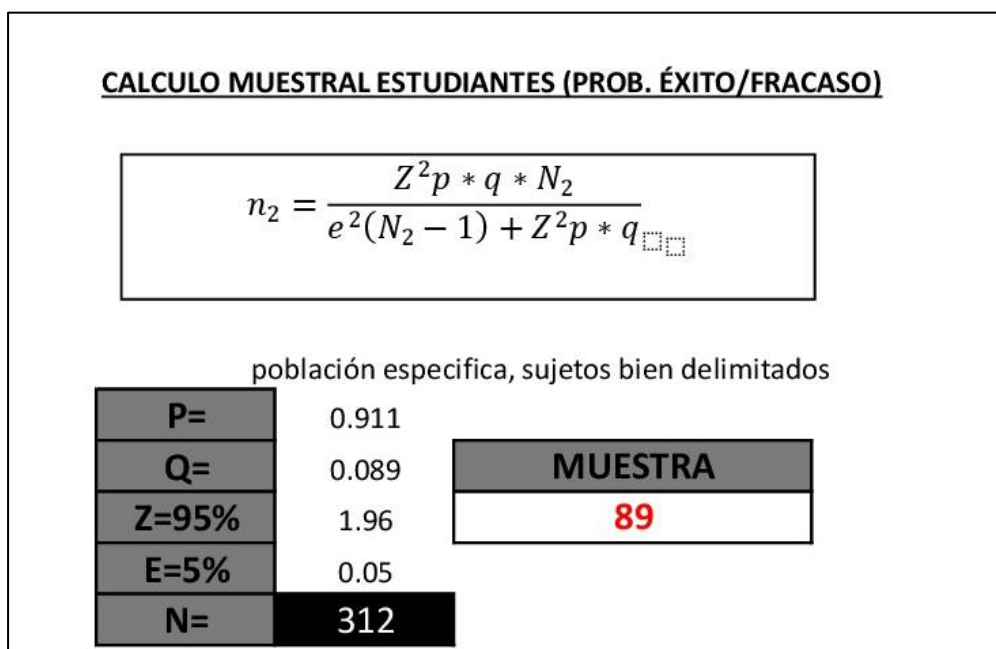 CALCULO MUESTRAL ESTUDIANTES (PROB. ÉXITO/FRACASO)
n₂ = Z²p * q * N₂ / e²(N₂ − 1) + Z²p * q
población especifica, sujetos bien delimitados
P= 0.911
Q= 0.089 MUESTRA
Z=95% 1.96 89
E=5% 0.05
N= 312